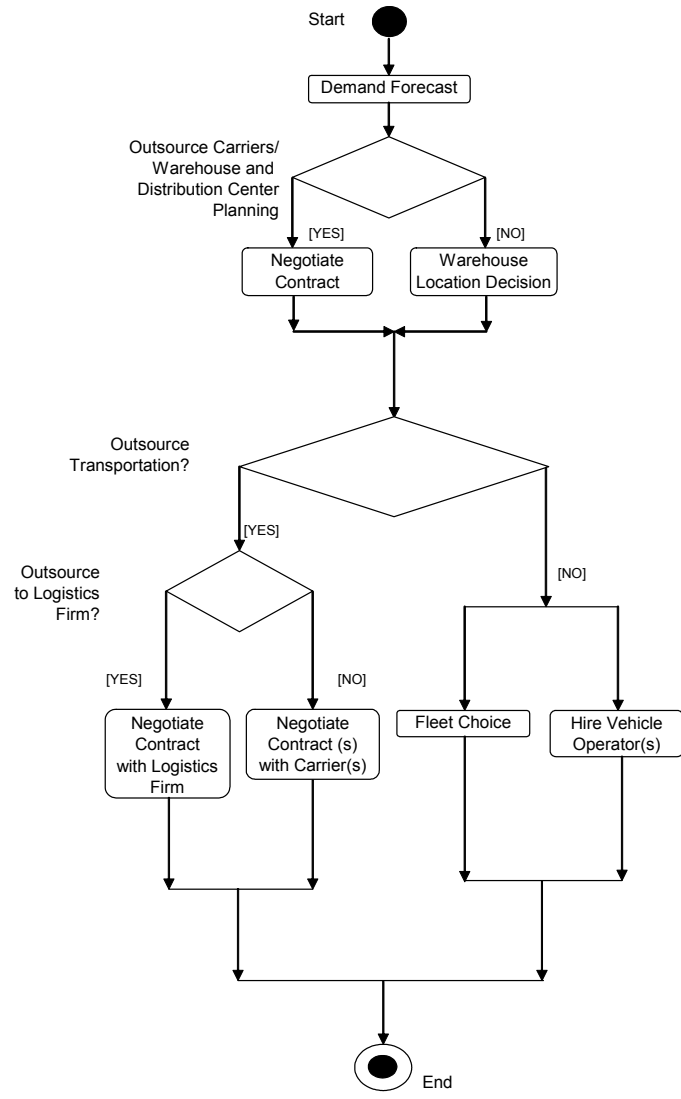 Start
Demand Forecast
Outsource Carriers/
Warehouse and
Distribution Center
Planning
[YES]
[NO]
Negotiate
Contract
Warehouse
Location Decision
Outsource
Transportation?
[YES]
[NO]
Outsource
to Logistics
Firm?
[YES]
[NO]
Negotiate
Contract
with Logistics
Firm
Negotiate
Contract (s)
with Carrier(s)
Fleet Choice
Hire Vehicle
Operator(s)
End